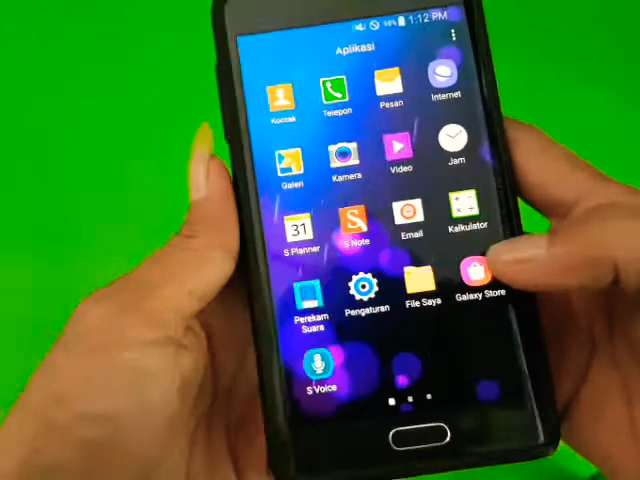 98% 1:12 PM
Aplikasi
Kontak Telepon Pesan Internet
Galeri Kamera Video Jam
31
S Planner S Note Email Kalkulator
Perekam Suara Pengaturan File Saya Galaxy Store
S Voice